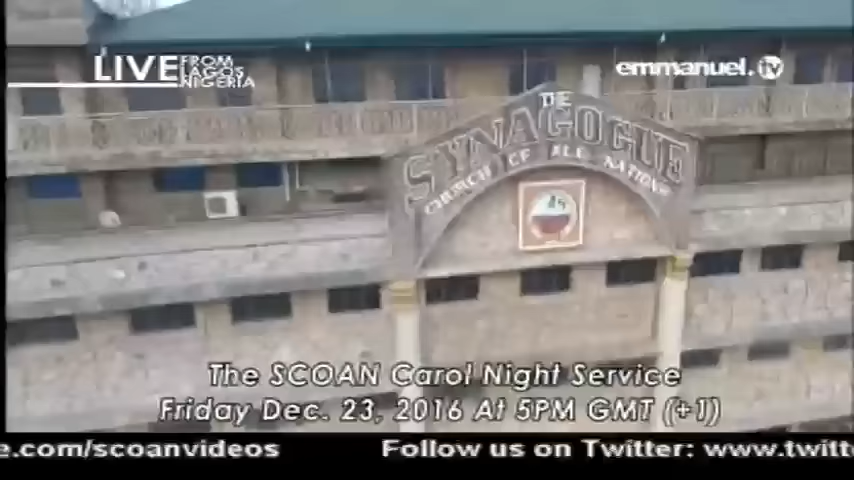 LIVE FROM
LAGOS
NIGERIA
emmanuel.tv
THE
SYNAGOGUE
CHURCH OF ALL NATIONS
The SCOAN Carol Night Service
Friday Dec. 23, 2016 At 5PM GMT (+1)
e.com/scoanvideos Follow us on Twitter: www.twitt